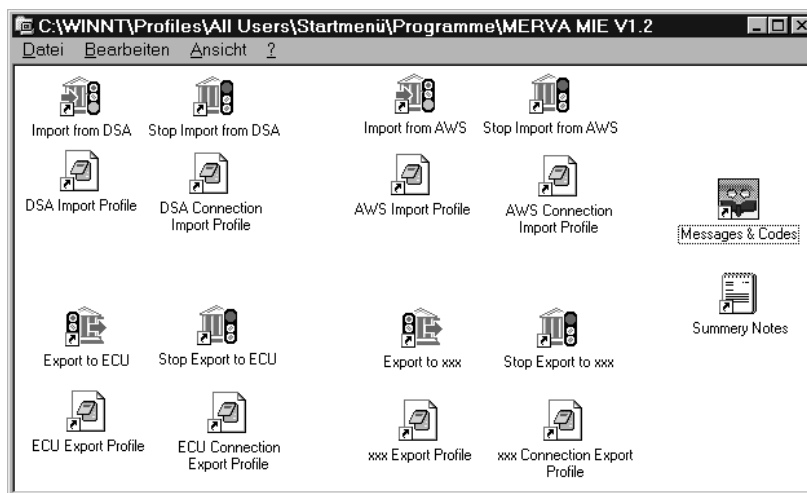 C:\WINNT\Profiles\All Users\Startmenü\Programme\MERVA MIE V1.2
Datei Bearbeiten Ansicht ?
Import from DSA Stop Import from DSA Import from AWS Stop Import from AWS
DSA Import Profile DSA Connection
Import Profile AWS Import Profile AWS Connection
Import Profile
Messages & Codes
Summery Notes
Export to ECU Stop Export to ECU Export to xxx Stop Export to xxx
ECU Export Profile ECU Connection
Export Profile xxx Export Profile xxx Connection Export
Profile